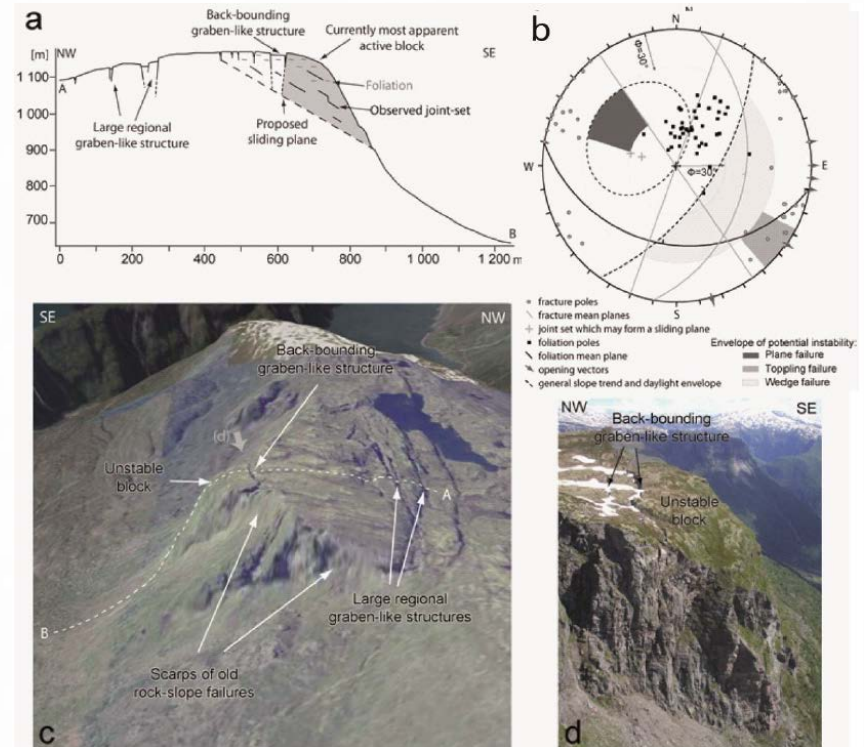 a
Back-bounding
graben-like structure
Currently most apparent
active block
[m] NW
SE
1 100
A
Foliation
Observed joint-set
Large regional
graben-like structure
Proposed
sliding plane
1 000
900
800
700
B
0
200
400
600
800
1 000
1 200 m
b
N
Φ=30°
W
E
Φ=30°
S
fracture poles
fracture mean planes
joint set which may form a sliding plane
foliation poles
foliation mean plane
opening vectors
general slope trend and daylight envelope
Envelope of potential instability:
Plane failure
Toppling failure
Wedge failure
SE
NW
Back-bounding
graben-like structure
(d)
Unstable
block
A
Large regional
graben-like structures
B
Scarps of old
rock-slope failures
c
NW
SE
Back-bounding
graben-like structure
Unstable
block
d